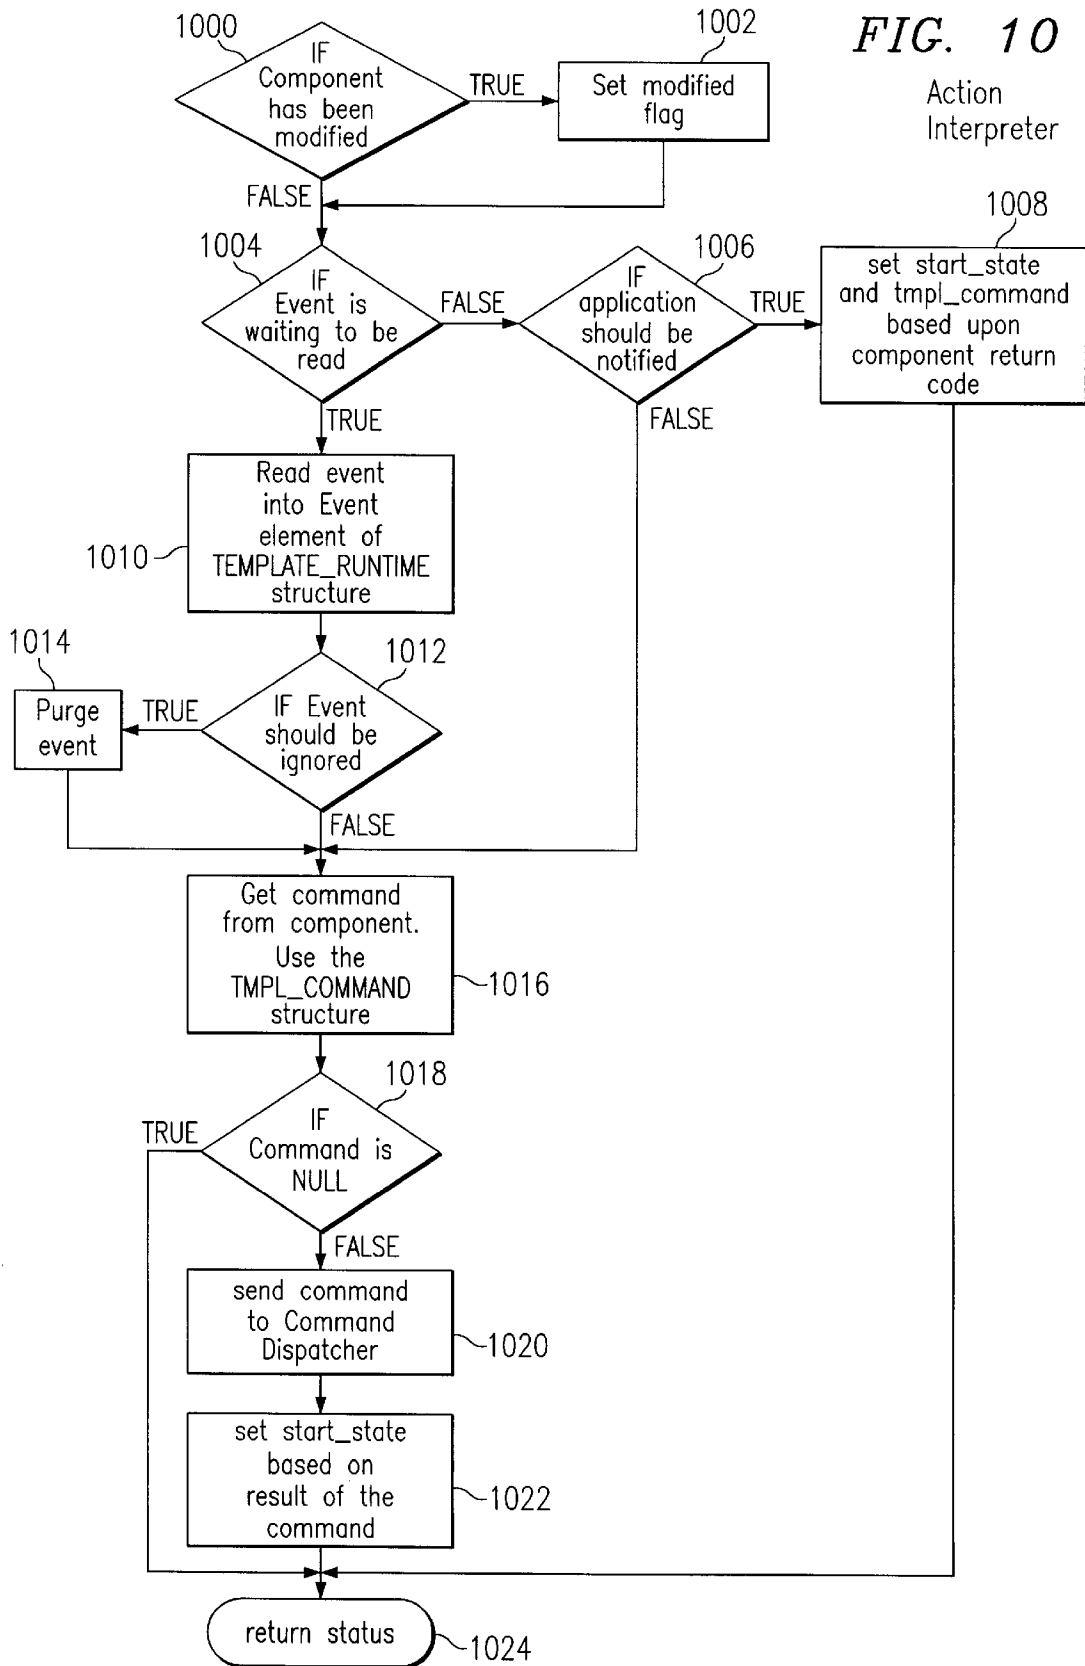 FIG. 10
Action
Interpreter
1000
IF
Component
has been
modified
TRUE
1002
Set modified
flag
FALSE
1004
IF
Event is
waiting to be
read
FALSE
1006
IF
application
should be
notified
TRUE
1008
set start_state
and tmpl_command
based upon
component return
code
TRUE
FALSE
Read event
into Event
element of
TEMPLATE_RUNTIME
structure
1010
1014
Purge
event
TRUE
1012
IF Event
should be
ignored
FALSE
Get command
from component.
Use the
TMPL_COMMAND
structure
1016
1018
TRUE
IF
Command is
NULL
FALSE
send command
to Command
Dispatcher
1020
set start_state
based on
result of the
command
1022
return status
1024